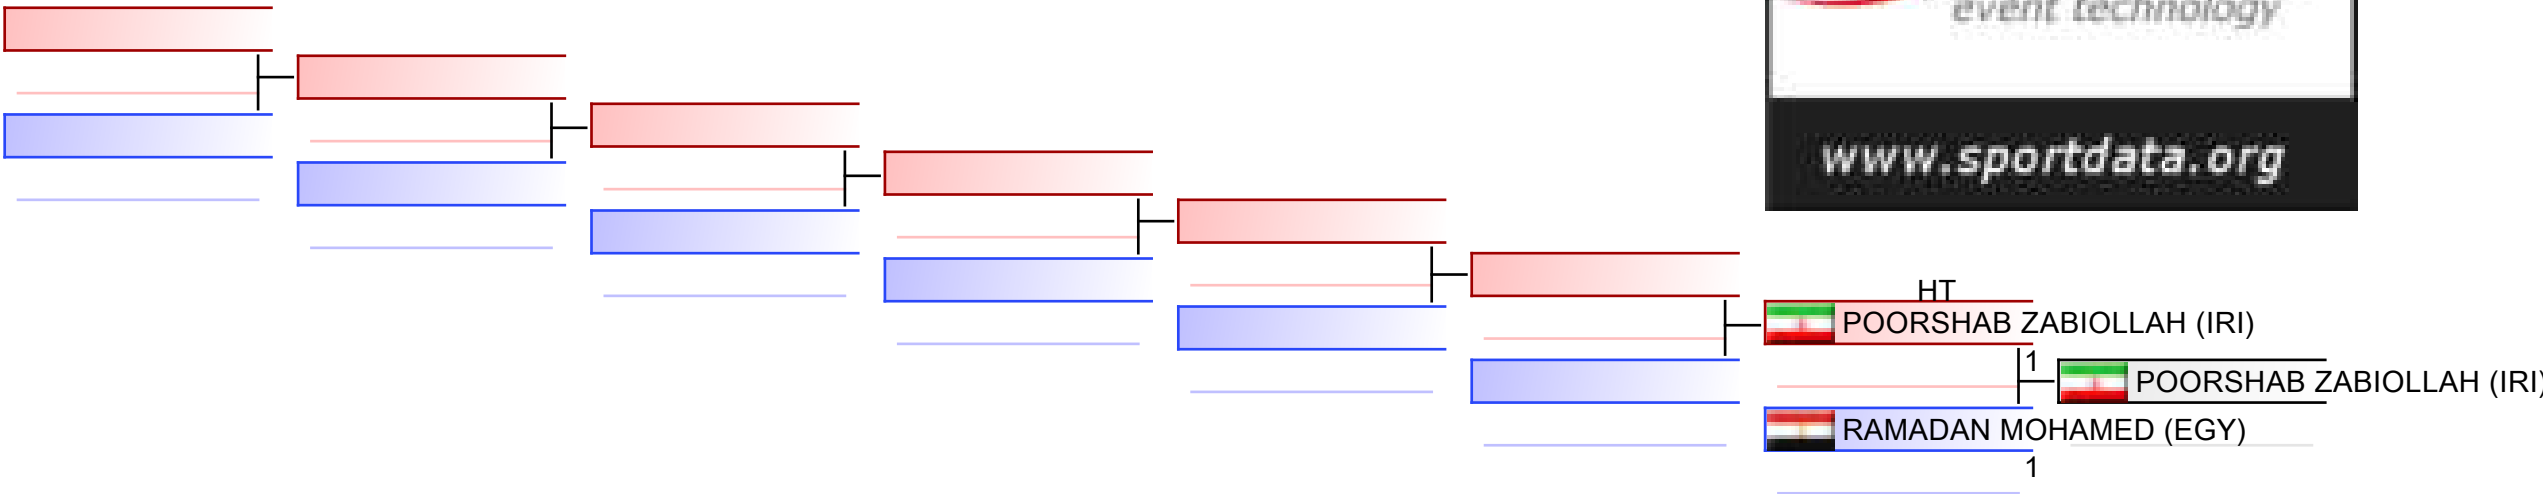 event technology
www.sportdata.org
HT
POORSHAB ZABIOLLAH (IRI)
1
POORSHAB ZABIOLLAH (IRI)
RAMADAN MOHAMED (EGY)
1